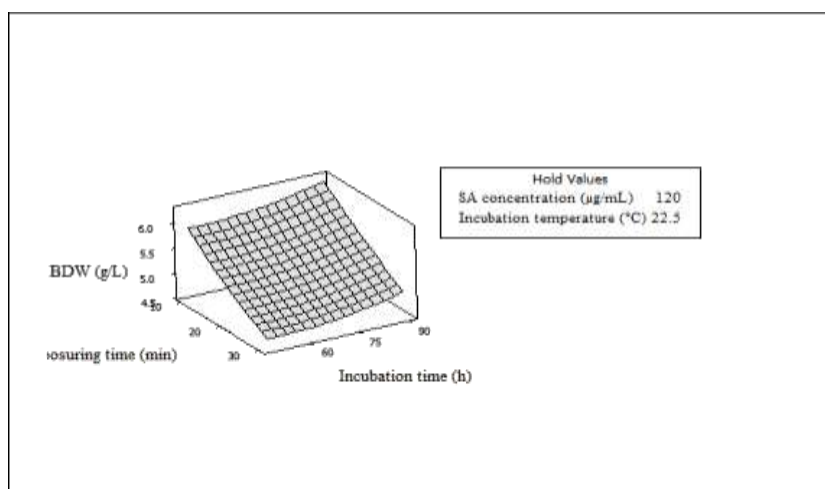 Hold Values
SA concentration (µg/mL) 120
Incubation temperature (°C) 22.5
6.0
5.5
BDW (g/L)
5.0
4.5
10
20
30
60
75
90
osuring time (min)
Incubation time (h)